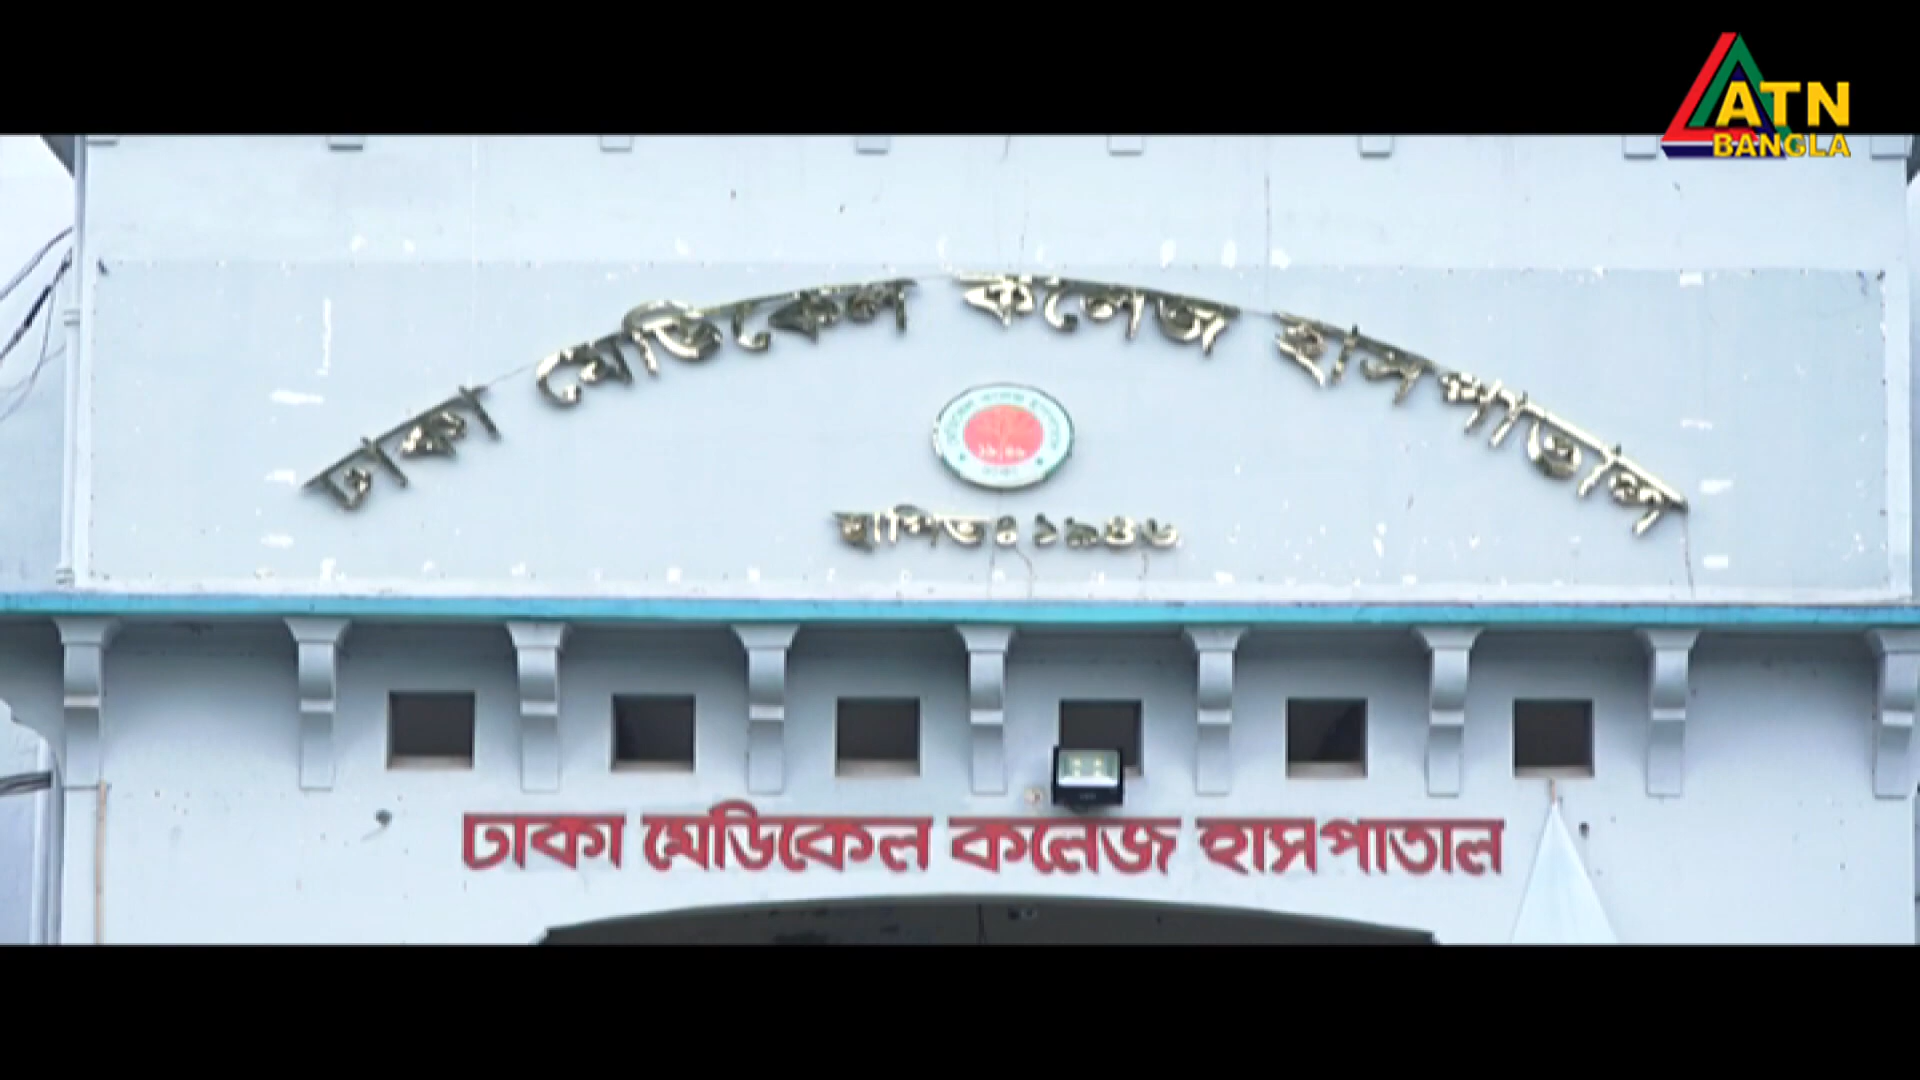 ATN
BANGLA
ঢাকা মেডিকেল কলেজ হাসপাতাল
স্থাপিতঃ ১৯৪৬
ঢাকা মেডিকেল কলেজ হাসপাতাল